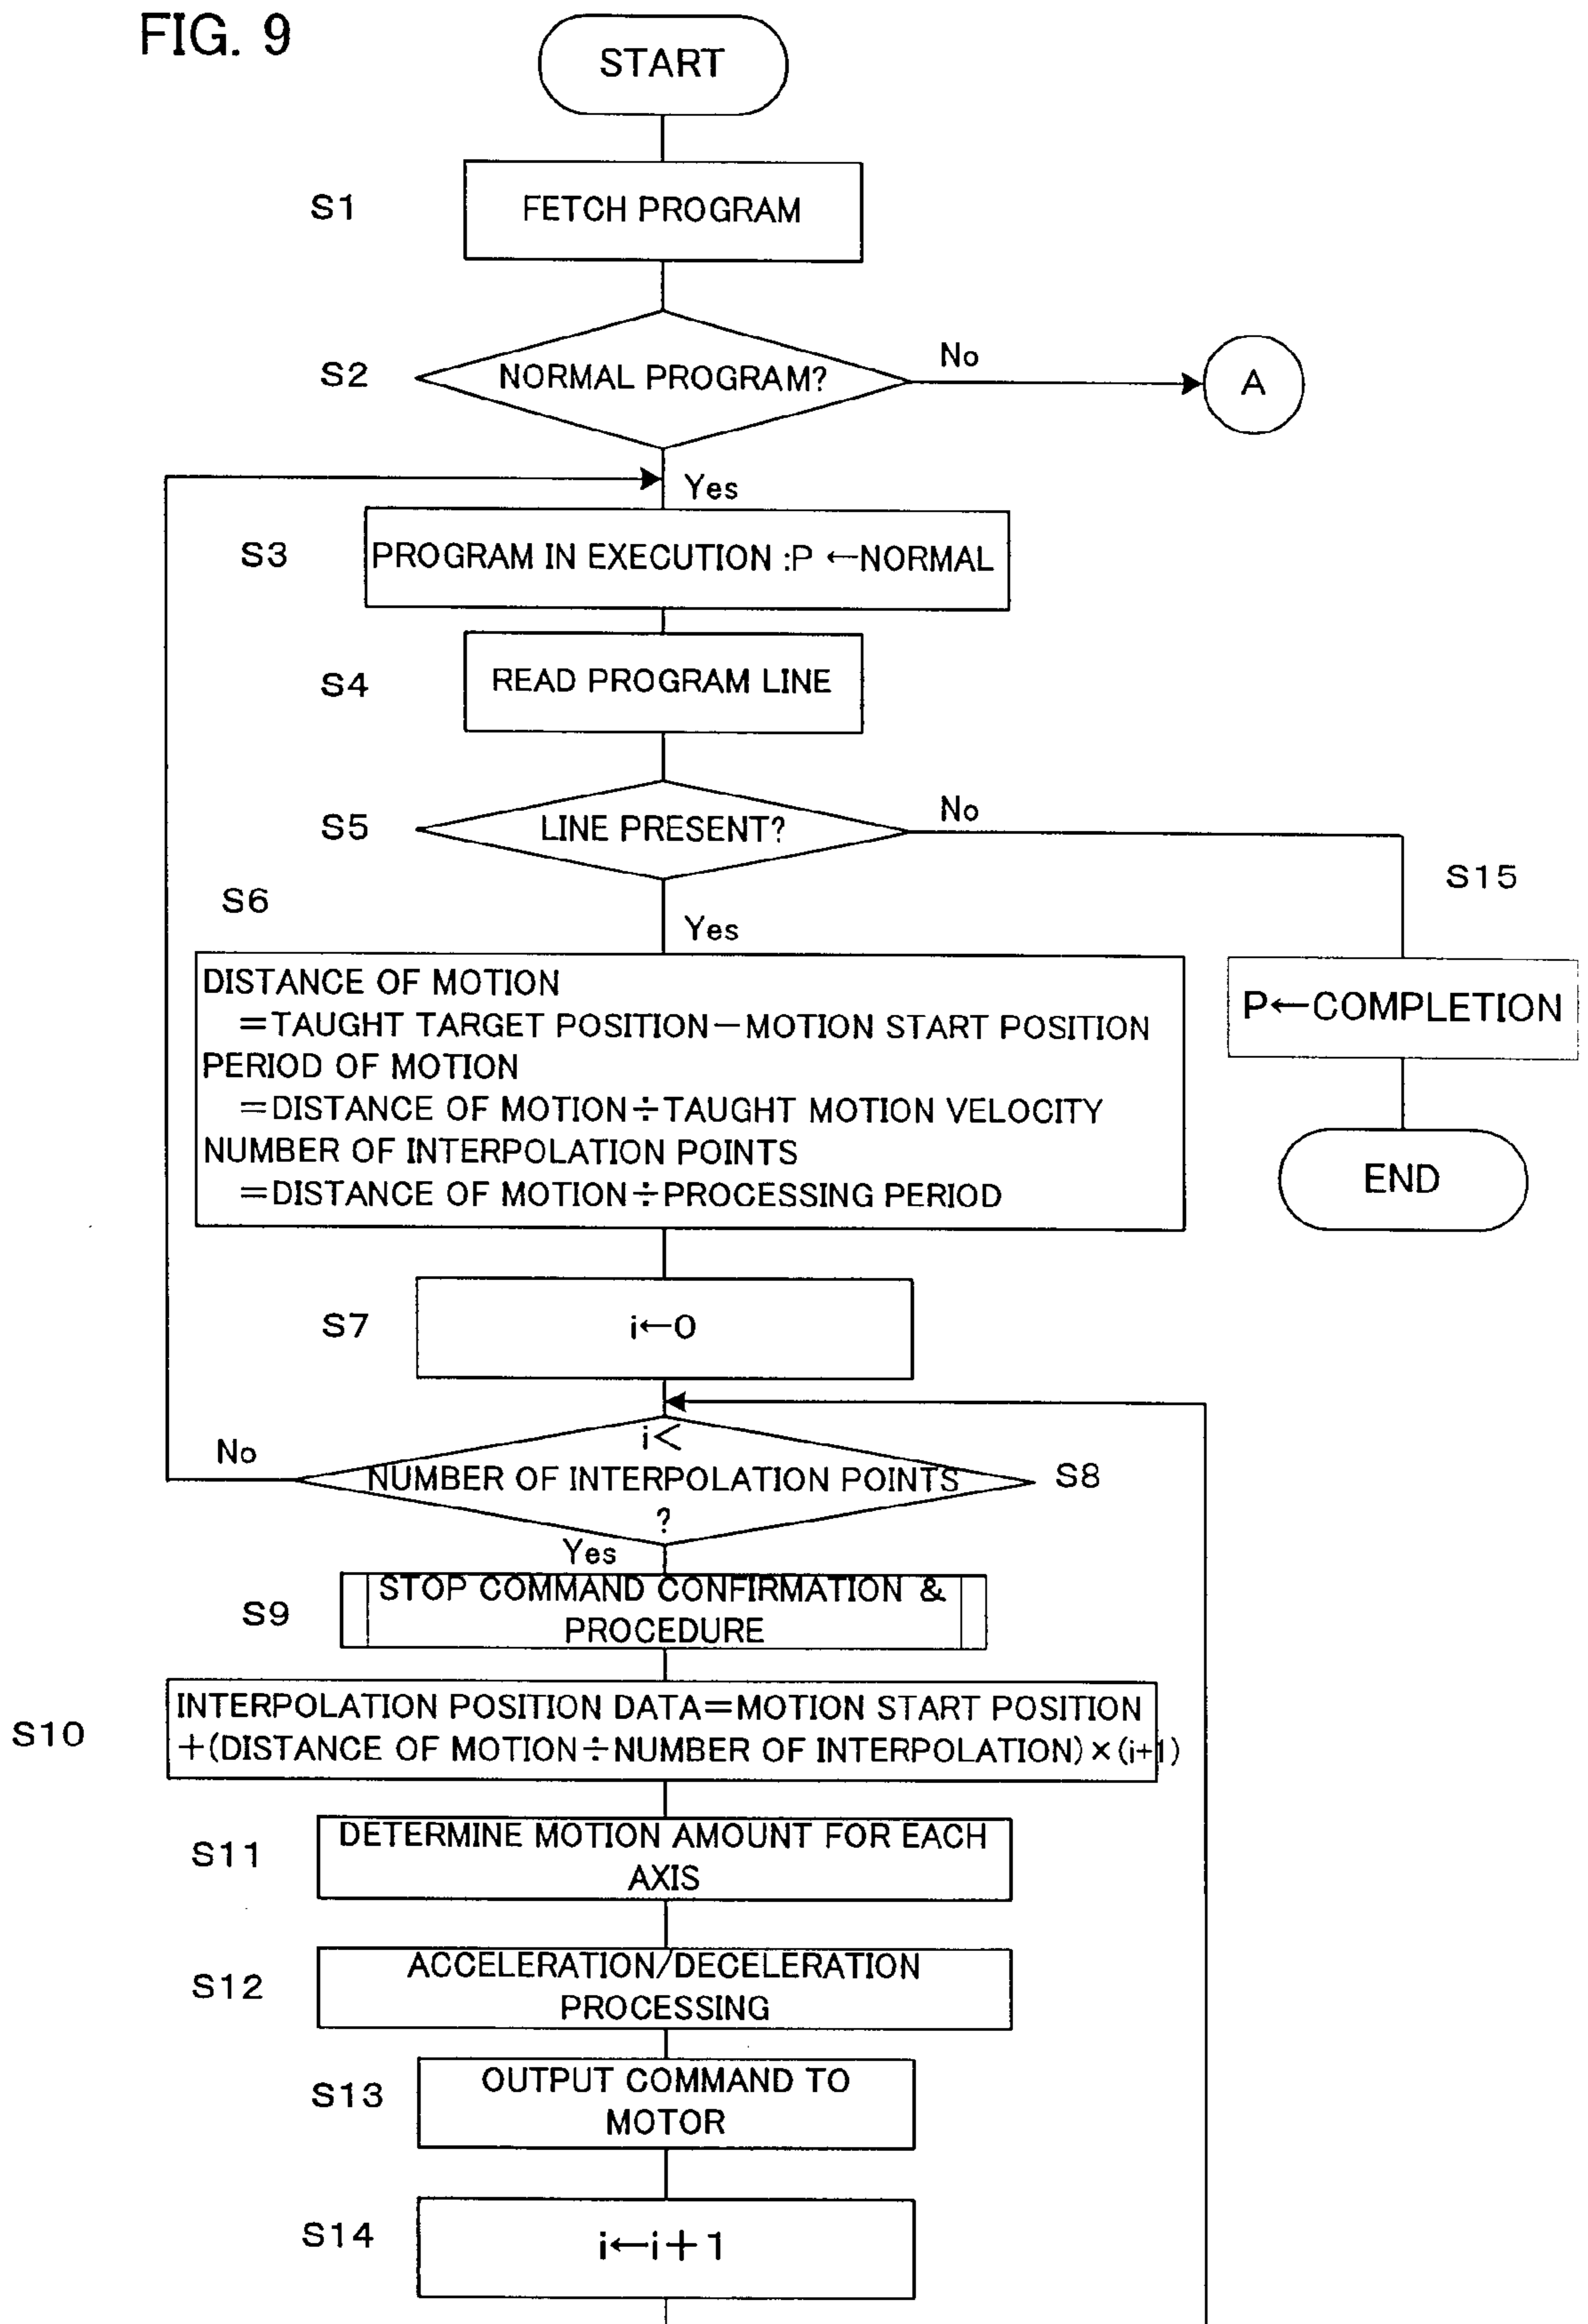 FIG. 9
START
S1
FETCH PROGRAM
S2
NORMAL PROGRAM?
No
A
Yes
S3
PROGRAM IN EXECUTION :P ←NORMAL
S4
READ PROGRAM LINE
S5
LINE PRESENT?
No
S15
S6
Yes
DISTANCE OF MOTION
=TAUGHT TARGET POSITION−MOTION START POSITION
PERIOD OF MOTION
=DISTANCE OF MOTION÷TAUGHT MOTION VELOCITY
NUMBER OF INTERPOLATION POINTS
=DISTANCE OF MOTION÷PROCESSING PERIOD
P←COMPLETION
END
S7
i←0
No
i<
NUMBER OF INTERPOLATION POINTS
?
S8
Yes
S9
STOP COMMAND CONFIRMATION &
PROCEDURE
S10
INTERPOLATION POSITION DATA=MOTION START POSITION
+(DISTANCE OF MOTION÷NUMBER OF INTERPOLATION)×(i+1)
S11
DETERMINE MOTION AMOUNT FOR EACH
AXIS
S12
ACCELERATION/DECELERATION
PROCESSING
S13
OUTPUT COMMAND TO
MOTOR
S14
i←i+1